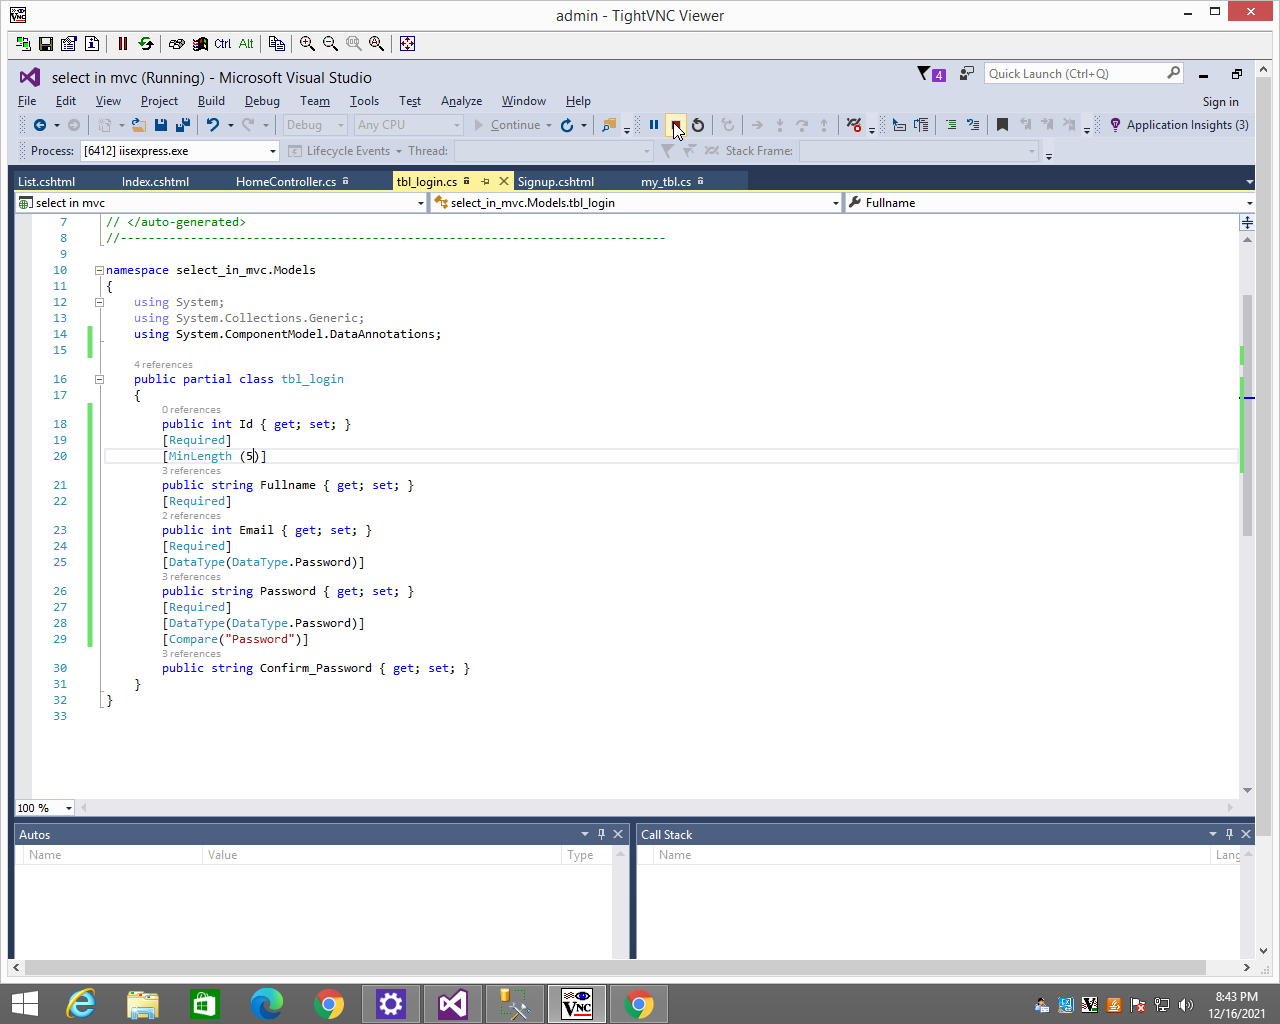 admin - TightVNC Viewer
Ctrl Alt
select in mvc (Running) - Microsoft Visual Studio
4
Quick Launch (Ctrl+Q)
File Edit View Project Build Debug Team Tools Test Analyze Window Help
Sign in
Debug Any CPU Continue Application Insights (3)
Process: [6412] iisexpress.exe Lifecycle Events Thread: Stack Frame:
List.cshtml Index.cshtml HomeController.cs tbl_login.cs Signup.cshtml my_tbl.cs
select in mvc select_in_mvc.Models.tbl_login Fullname
7 // </auto-generated>
8 //------------------------------------------------------------------------------
9
10 namespace select_in_mvc.Models
11 {
12 using System;
13 using System.Collections.Generic;
14 using System.ComponentModel.DataAnnotations;
15
4 references
16 public partial class tbl_login
17 {
0 references
18 public int Id { get; set; }
19 [Required]
20 [MinLength (5)]
3 references
21 public string Fullname { get; set; }
22 [Required]
2 references
23 public int Email { get; set; }
24 [Required]
25 [DataType(DataType.Password)]
3 references
26 public string Password { get; set; }
27 [Required]
28 [DataType(DataType.Password)]
29 [Compare("Password")]
3 references
30 public string Confirm_Password { get; set; }
31 }
32 }
33
100 %
Autos Call Stack
Name Value Type Name Lang
8:43 PM
12/16/2021